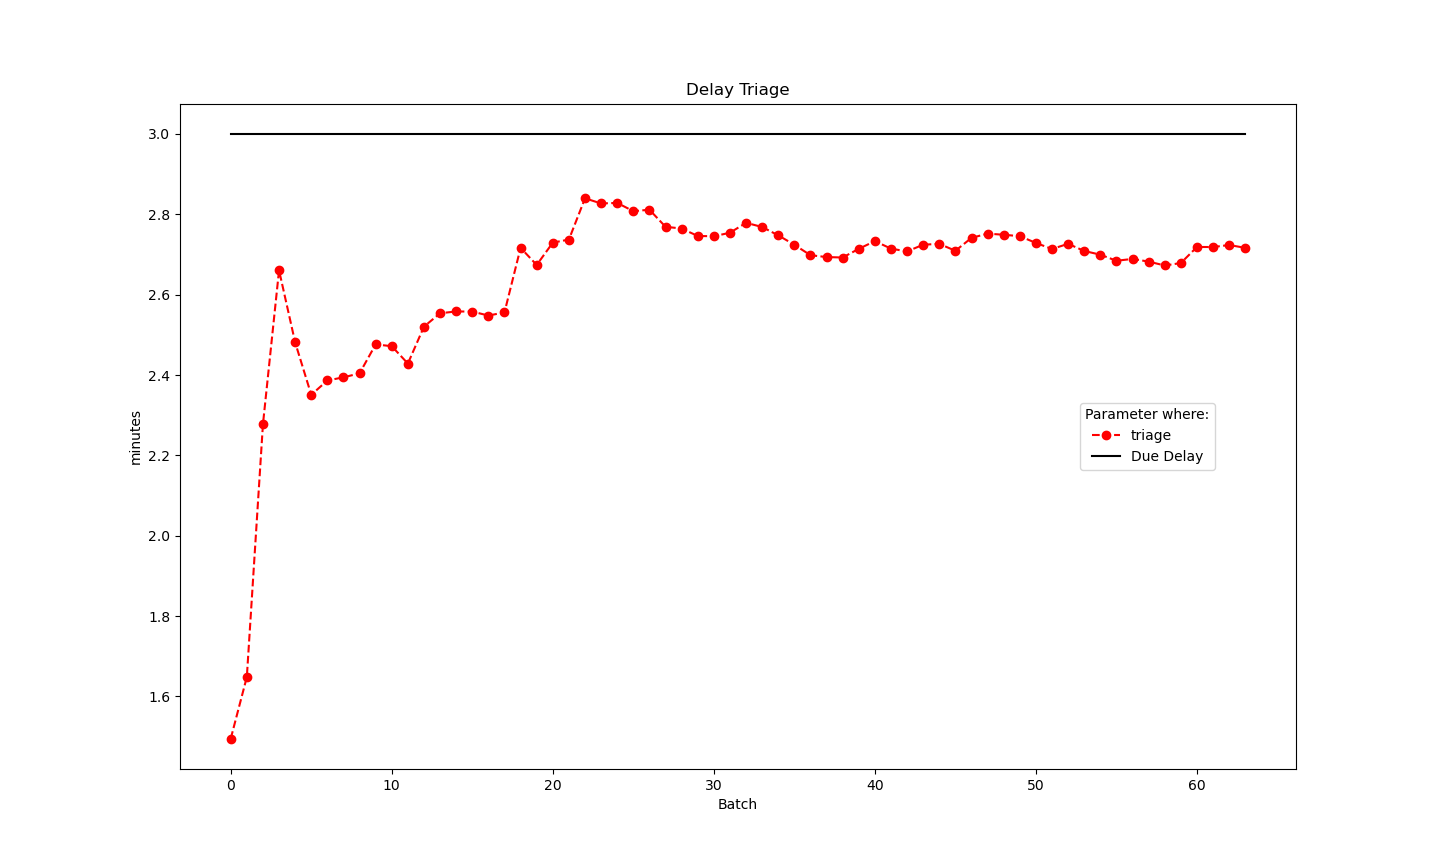 Delay Triage
3.0
2.8
2.6
2.4
2.2
2.0
1.8
1.6
minutes
Parameter where:
triage
Due Delay
0 10 20 30 40 50 60
Batch